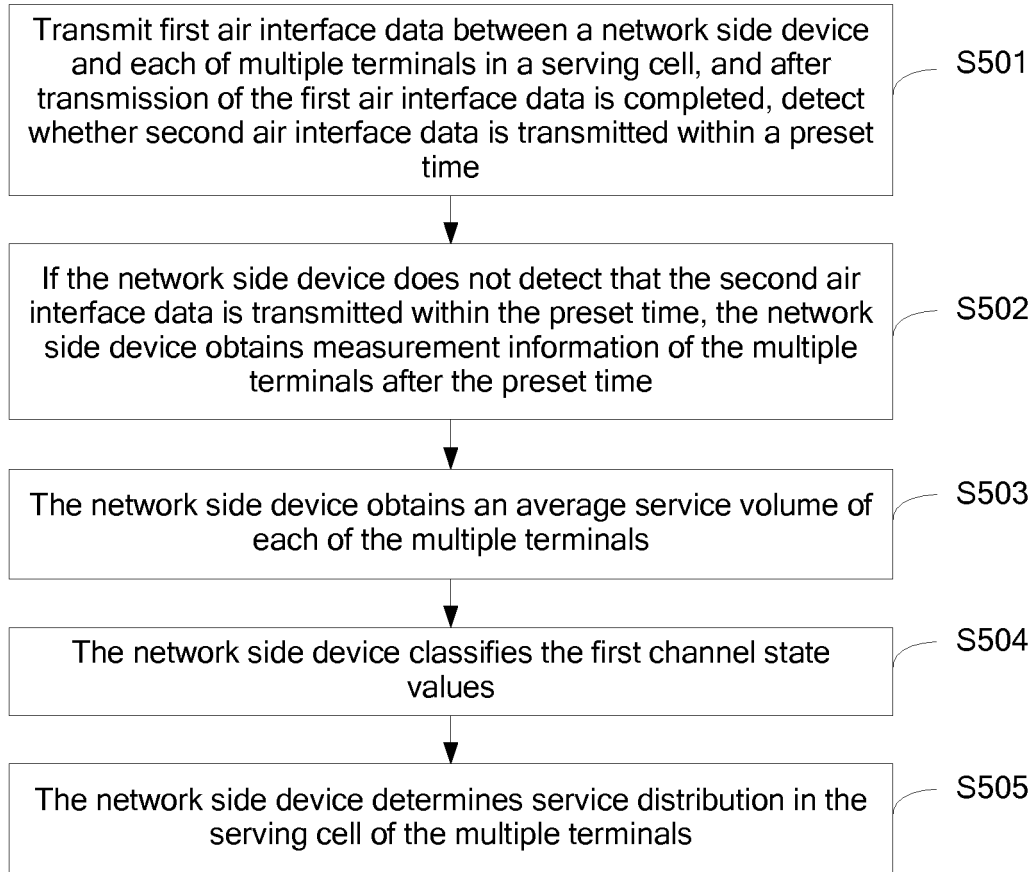 Transmit first air interface data between a network side device
and each of multiple terminals in a serving cell, and after
transmission of the first air interface data is completed, detect
whether second air interface data is transmitted within a preset
time
S501
If the network side device does not detect that the second air
interface data is transmitted within the preset time, the network
side device obtains measurement information of the multiple
terminals after the preset time
S502
The network side device obtains an average service volume of
each of the multiple terminals
S503
The network side device classifies the first channel state
values
S504
The network side device determines service distribution in the
serving cell of the multiple terminals
S505